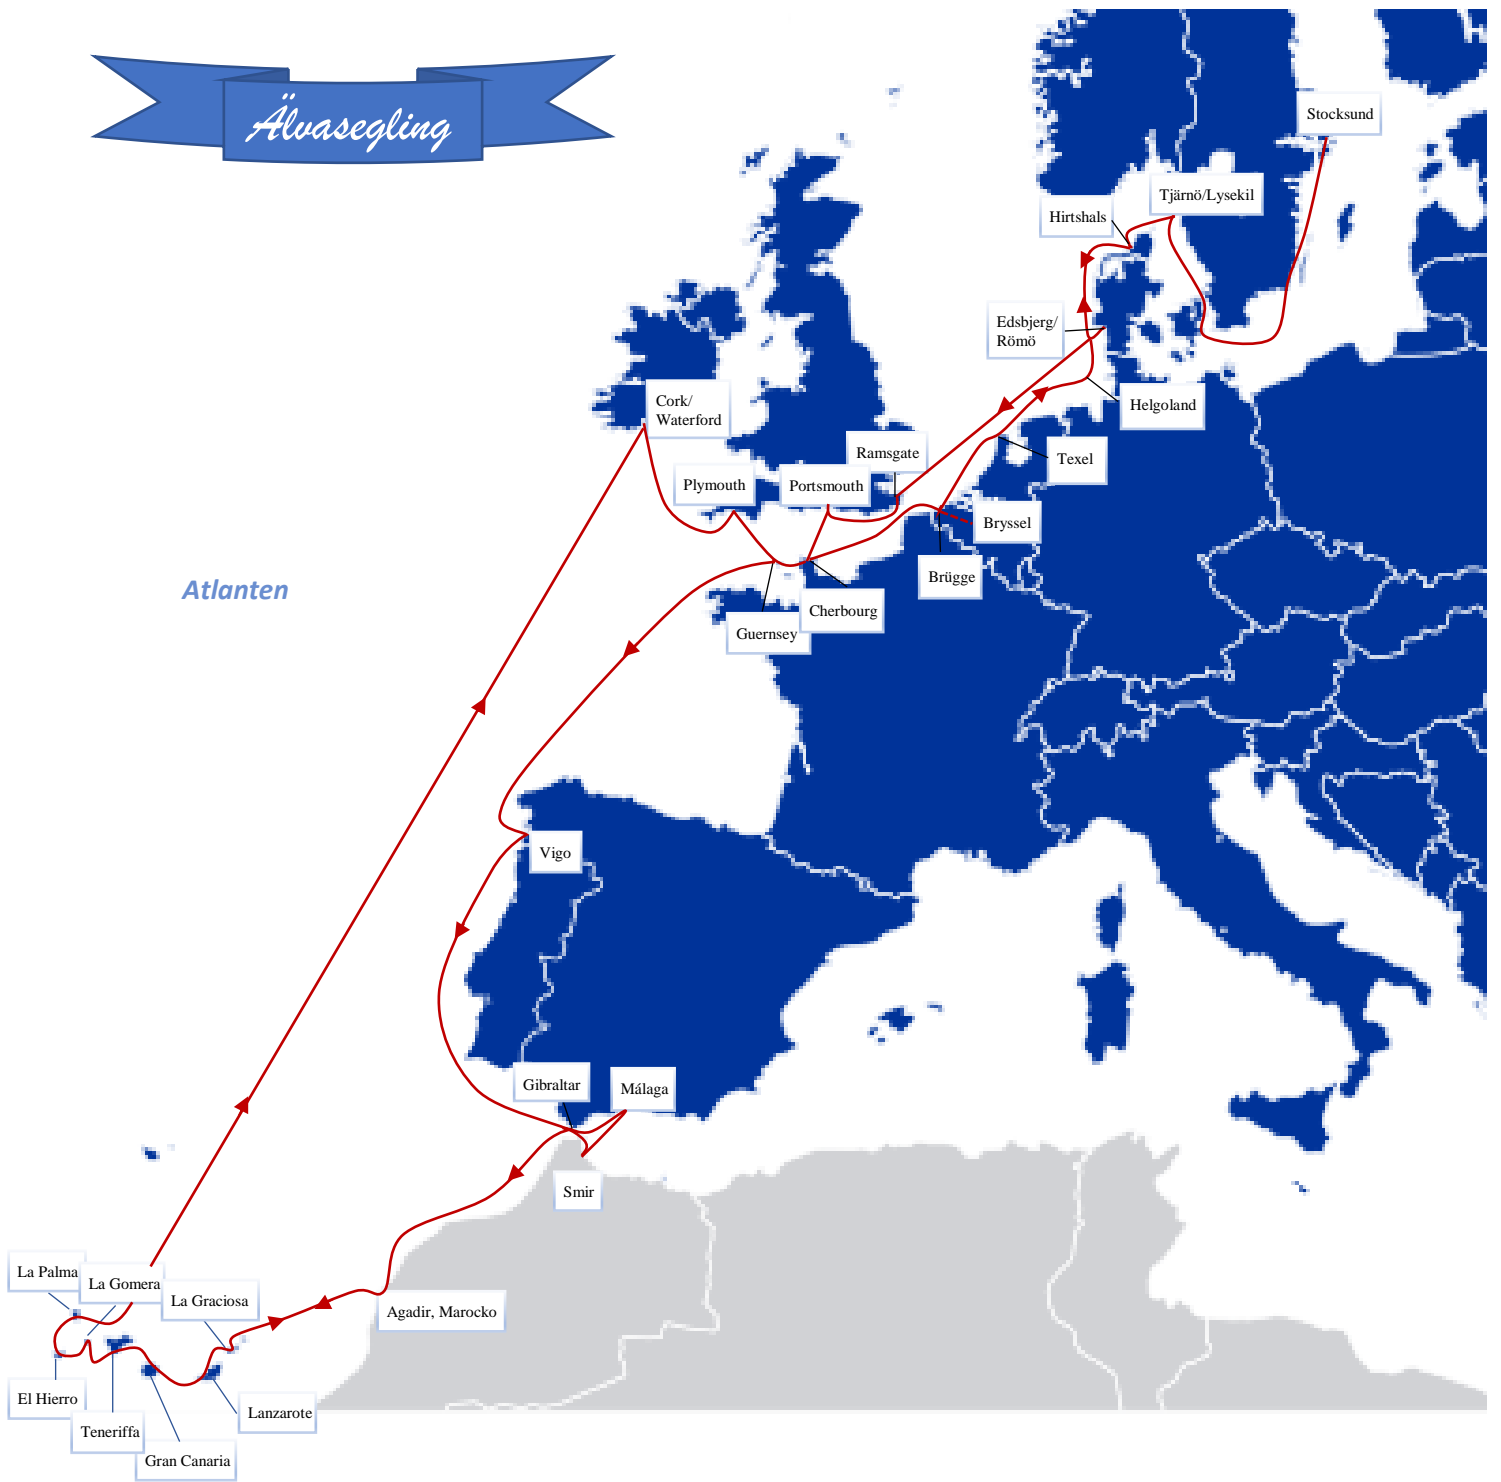 Älvasegling
Stocksund
Tjärnö/Lysekil
Hirtshals
Edsbjerg/
Römö
Cork/
Waterford
Helgoland
Ramsgate
Texel
Plymouth
Portsmouth
Bryssel
Brügge
Atlanten
Cherbourg
Guernsey
Vigo
Gibraltar
Málaga
Smir
La Palma
La Gomera
La Graciosa
Agadir, Marocko
El Hierro
Lanzarote
Teneriffa
Gran Canaria